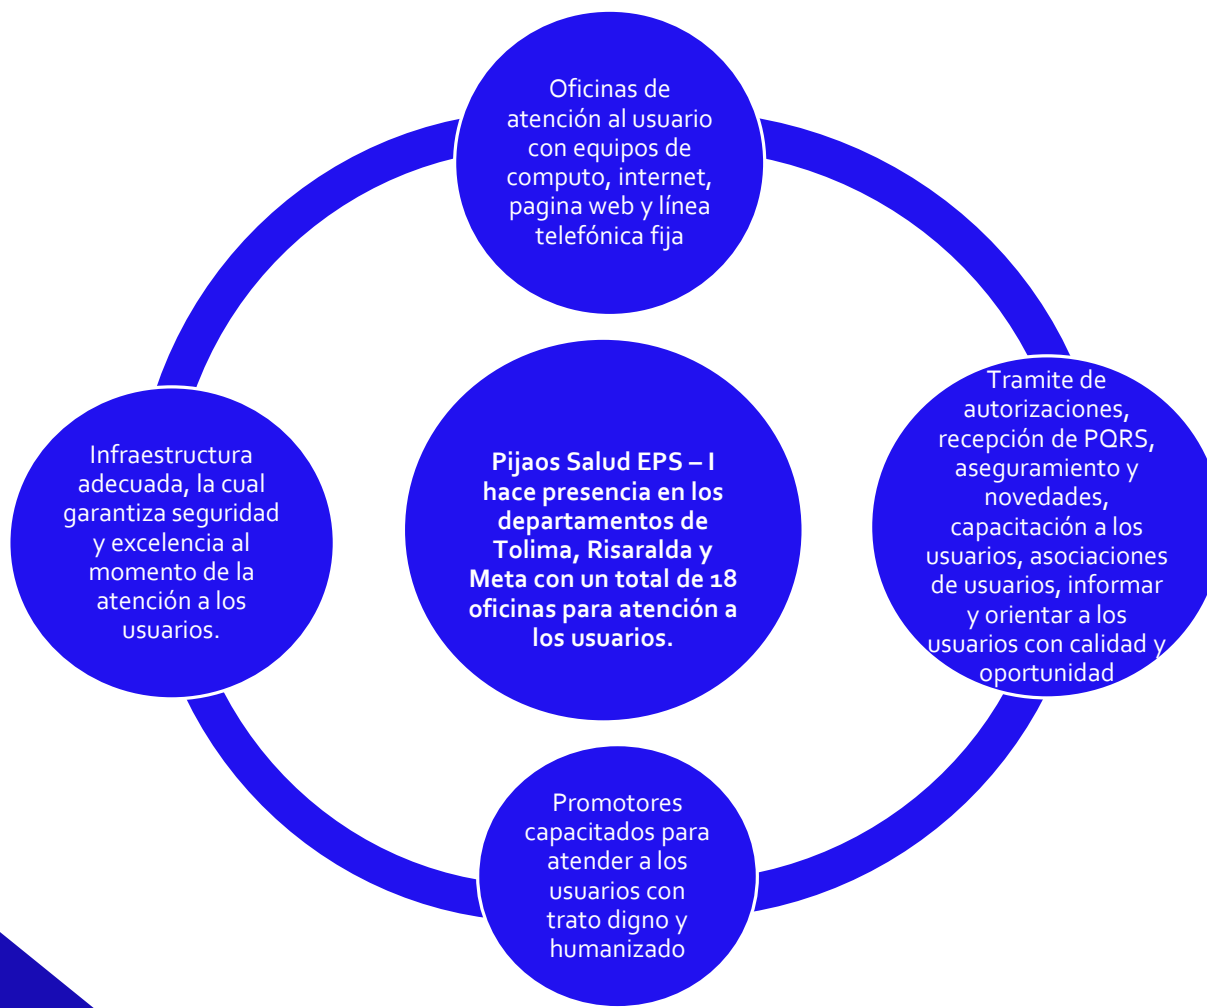 Oficinas de
atención al usuario
con equipos de
computo, internet,
pagina web y línea
telefónica fija
Tramite de
autorizaciones,
recepción de PQRS,
aseguramiento y
novedades,
capacitación a los
usuarios, asociaciones
de usuarios, informar
y orientar a los
usuarios con calidad y
oportunidad
Promotores
capacitados para
atender a los
usuarios con
trato digno y
humanizado
Infraestructura
adecuada, la cual
garantiza seguridad
y excelencia al
momento de la
atención a los
usuarios.
Pijaos Salud EPS – I
hace presencia en los
departamentos de
Tolima, Risaralda y
Meta con un total de 18
oficinas para atención a
los usuarios.